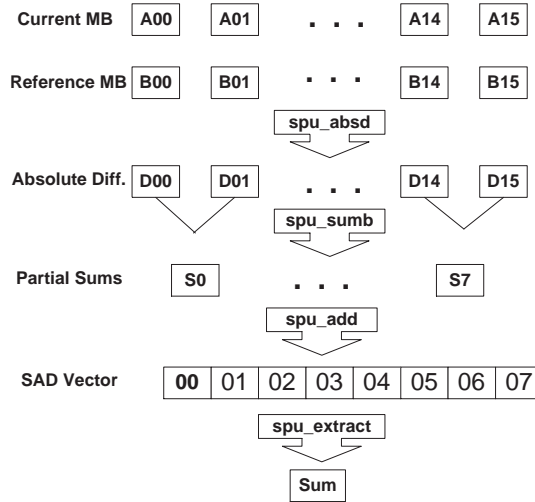 Current MB A00 A01 . . . A14 A15
Reference MB B00 B01 . . . B14 B15
spu_absd
Absolute Diff. D00 D01 . . . D14 D15
spu_sumb
Partial Sums S0 . . . S7
spu_add
SAD Vector 00 01 02 03 04 05 06 07
spu_extract
Sum